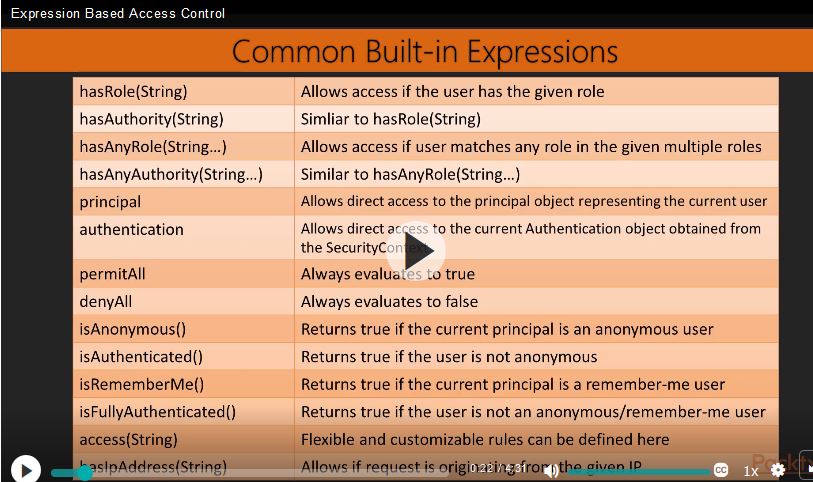 Expression Based Access Control
Common Built-in Expressions
hasRole(String) Allows access if the user has the given role
hasAuthority(String) Simliar to hasRole(String)
hasAnyRole(String...) Allows access if user matches any role in the given multiple roles
hasAnyAuthority(String...) Similar to hasAnyRole(String...)
principal Allows direct access to the principal object representing the current user
authentication Allows direct access to the current Authentication object obtained from
the SecurityContext
permitAll Always evaluates to true
denyAll Always evaluates to false
isAnonymous() Returns true if the current principal is an anonymous user
isAuthenticated() Returns true if the user is not anonymous
isRememberMe() Returns true if the current principal is a remember-me user
isFullyAuthenticated() Returns true if the user is not an anonymous/remember-me user
access(String) Flexible and customizable rules can be defined here
hasIpAddress(String) Allows if request is originating from the given IP
0:22 / 4:31 CC 1x
Packt